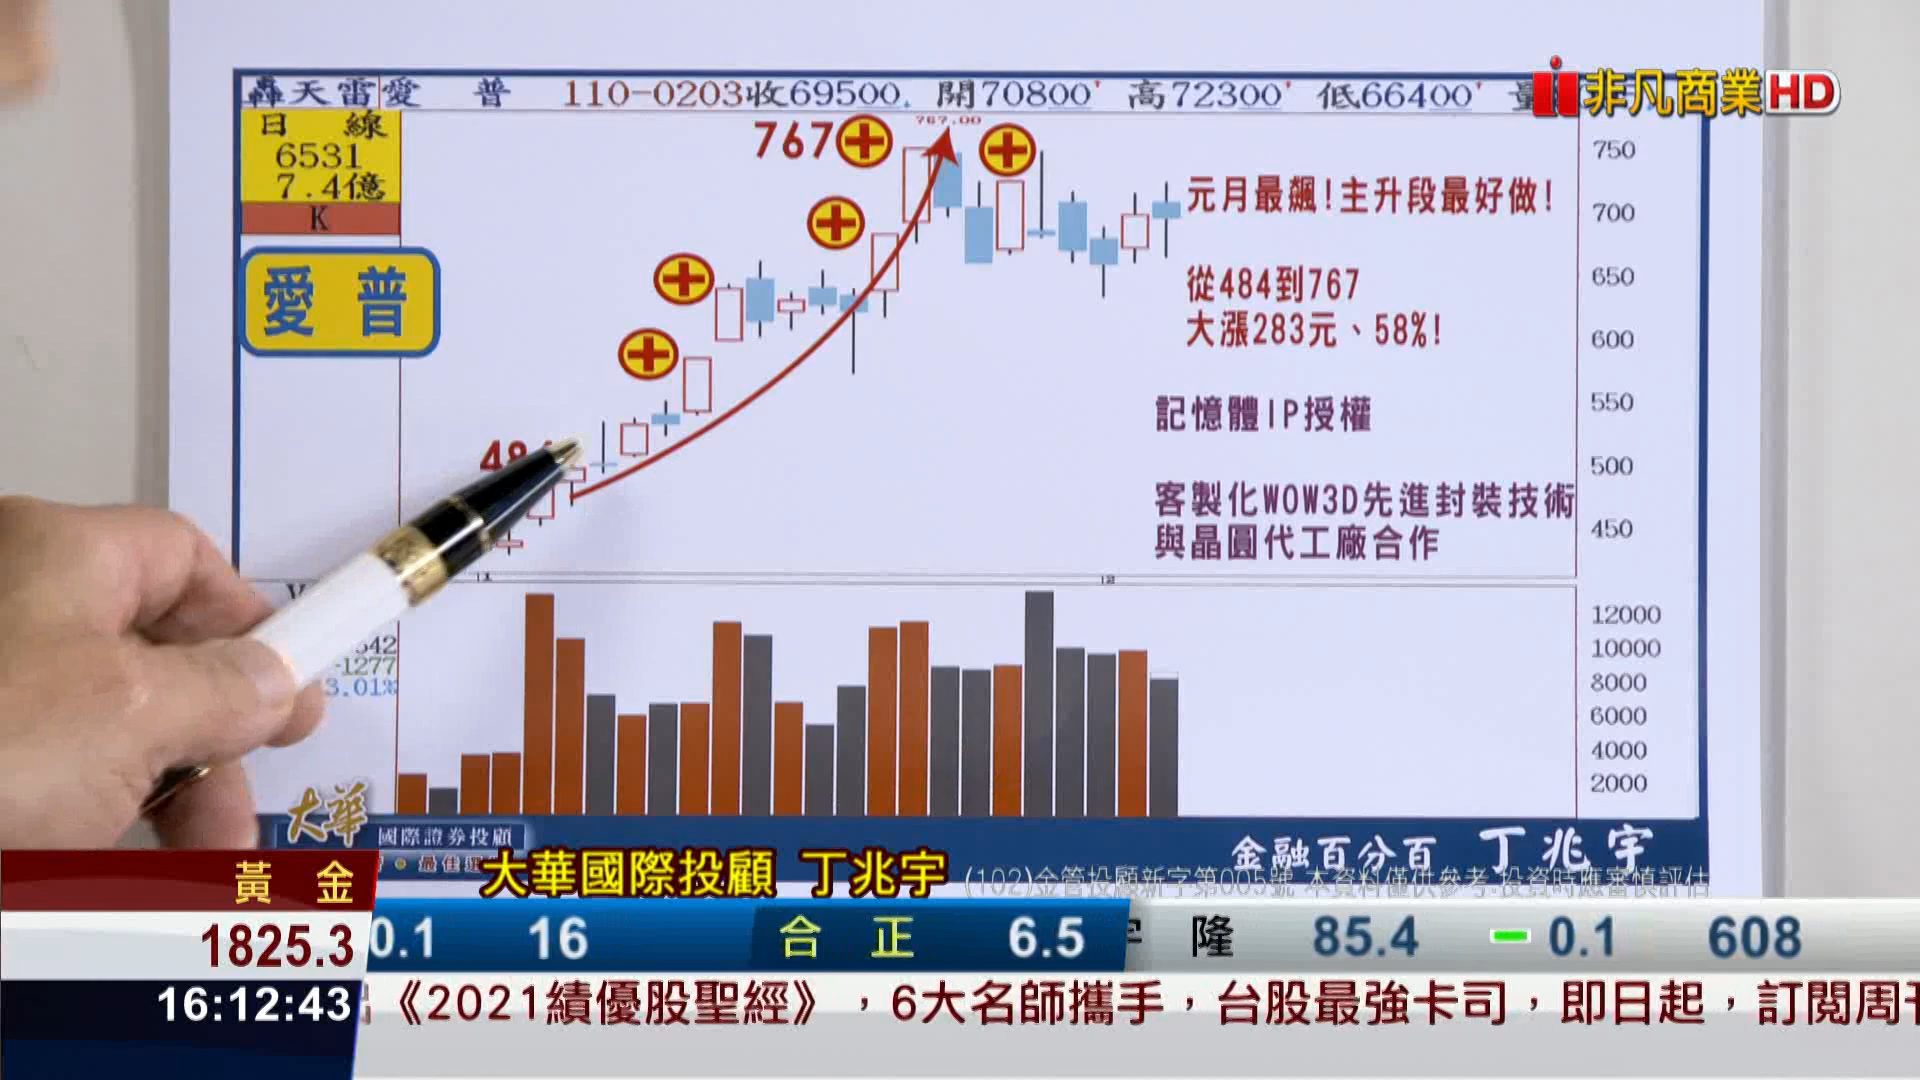 轟天雷愛 普 110-0203收69500. 開70800' 高72300' 低66400' 量
非凡商業HD
日 線
6531
7.4億
K
愛 普
767
767.00
484
元月最飆!主升段最好做!
從484到767
大漲283元、58%!
記憶體IP授權
客製化WOW3D先進封裝技術
與晶圓代工廠合作
750
700
650
600
550
500
450
12
12000
10000
8000
6000
4000
2000
-1277
3.01%
大華 國際證券投顧
金融百分百 丁兆宇
大華國際投顧 丁兆宇
(102)金管投顧新字第005號 本資料僅供參考.投資時應審慎評估
黃 金
1825.3
16:12:43
0.1 16 合 正 6.5 隆 85.4 0.1 608
《2021績優股聖經》，6大名師攜手，台股最強卡司，即日起，訂閱周